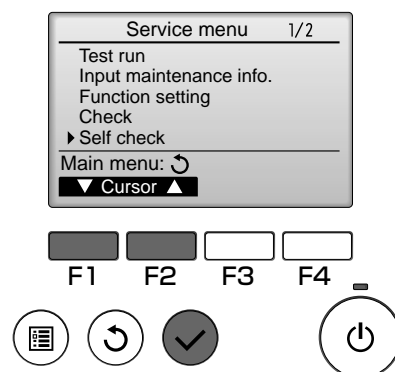 Service menu 1/2
Test run
Input maintenance info.
Function setting
Check
Self check
Main menu:
Cursor
F1 F2 F3 F4